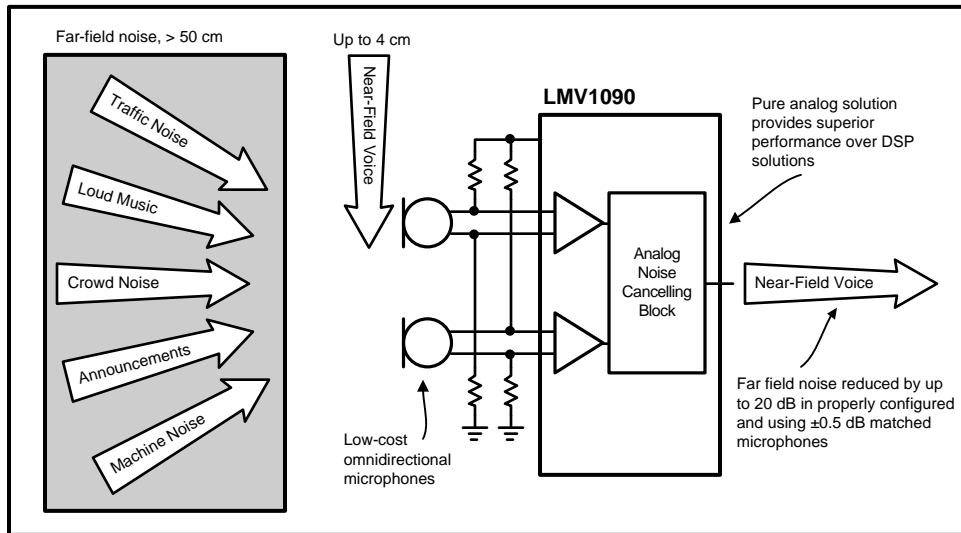 Far-field noise, > 50 cm
Traffic Noise
Loud Music
Crowd Noise
Announcements
Machine Noise
Up to 4 cm
Near-Field Voice
LMV1090
Analog
Noise
Cancelling
Block
Low-cost
omnidirectional
microphones
Pure analog solution
provides superior
performance over DSP
solutions
Near-Field Voice
Far field noise reduced by up
to 20 dB in properly configured
and using ±0.5 dB matched
microphones